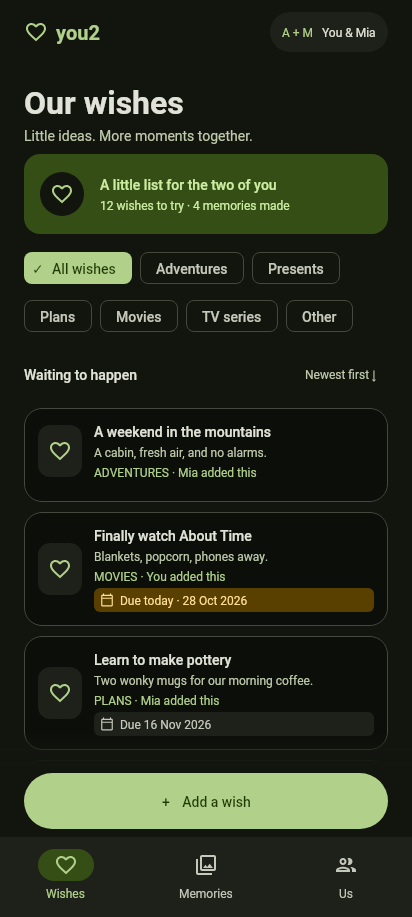 you2
A + M You & Mia
Our wishes
Little ideas. More moments together.
A little list for the two of you
12 wishes to try · 4 memories made
✓ All wishes
Adventures
Presents
Plans
Movies
TV series
Other
Waiting to happen
Newest first ↓
A weekend in the mountains
A cabin, fresh air, and no alarms.
ADVENTURES · Mia added this
Finally watch About Time
Blankets, popcorn, phones away.
MOVIES · You added this
Due today · 28 Oct 2026
Learn to make pottery
Two wonky mugs for our morning coffee.
PLANS · Mia added this
Due 16 Nov 2026
+ Add a wish
Wishes
Memories
Us